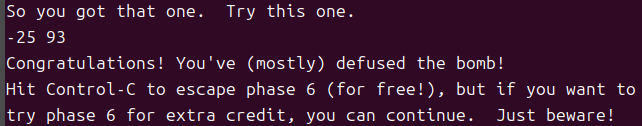 So you got that one.  Try this one.
-25 93
Congratulations! You've (mostly) defused the bomb!
Hit Control-C to escape phase 6 (for free!), but if you want to
try phase 6 for extra credit, you can continue.  Just beware!